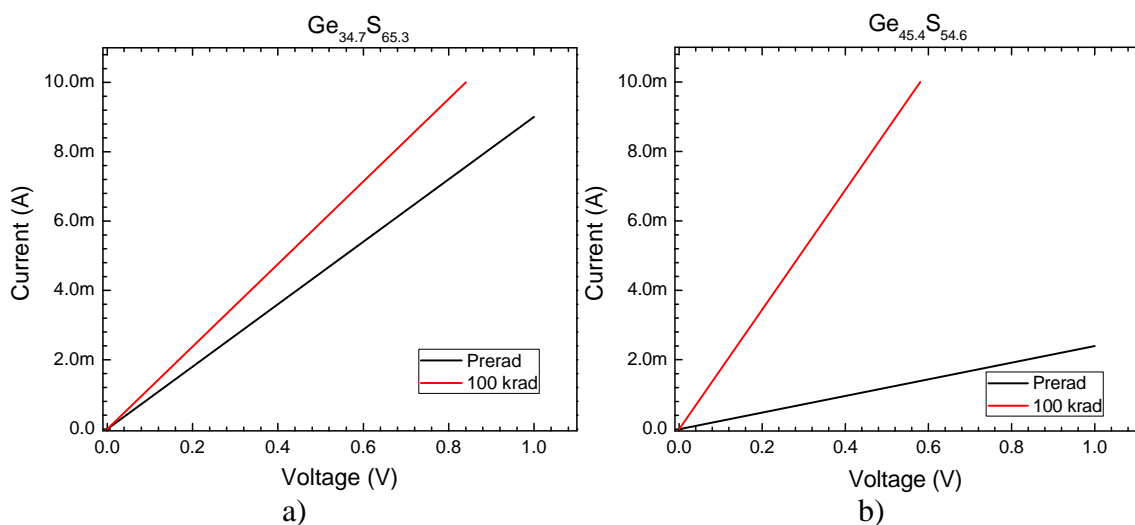 Ge34.7S65.3
10.0m
8.0m
6.0m
4.0m
2.0m
0.0
Current (A)
Prerad
100 krad
0.0 0.2 0.4 0.6 0.8 1.0
Voltage (V)
a)
Ge45.4S54.6
10.0m
8.0m
6.0m
4.0m
2.0m
0.0
Current (A)
Prerad
100 krad
0.0 0.2 0.4 0.6 0.8 1.0
Voltage (V)
b)